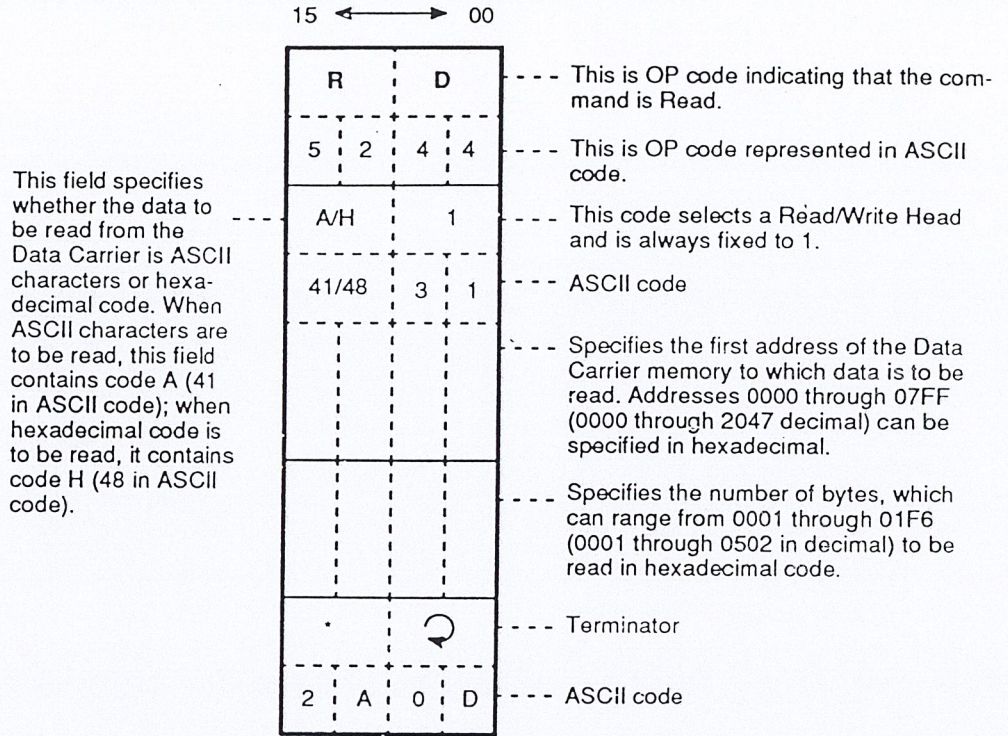 15 00
R D
This is OP code indicating that the com-
mand is Read.
5 2 4 4
This is OP code represented in ASCII
code.
This field specifies
whether the data to
be read from the
Data Carrier is ASCII
characters or hexa-
decimal code. When
ASCII characters are
to be read, this field
contains code A (41
in ASCII code); when
hexadecimal code is
to be read, it contains
code H (48 in ASCII
code).
A/H 1
This code selects a Read/Write Head
and is always fixed to 1.
41/48 3 1
ASCII code
Specifies the first address of the Data
Carrier memory to which data is to be
read. Addresses 0000 through 07FF
(0000 through 2047 decimal) can be
specified in hexadecimal.
Specifies the number of bytes, which
can range from 0001 through 01F6
(0001 through 0502 in decimal) to be
read in hexadecimal code.
*
Terminator
2 A 0 D
ASCII code